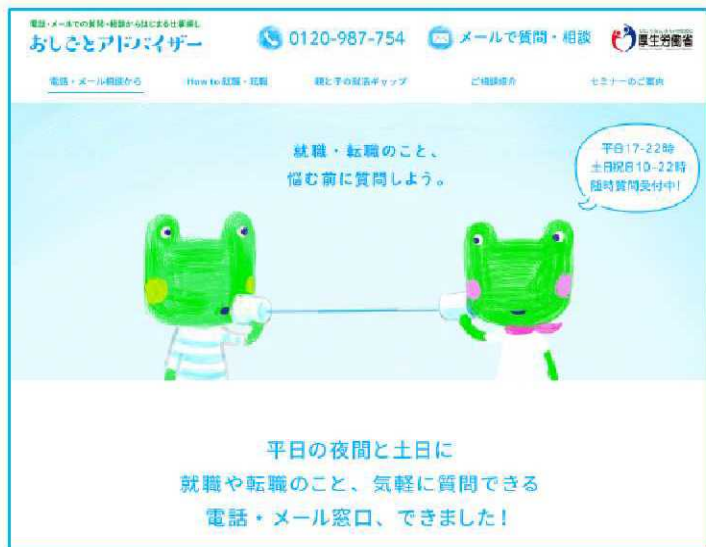 電話・メールでの質問・相談からはじまる仕事探し
おしごとアドバイザー
0120-987-754
メールで質問・相談
厚生労働省
電話・メール相談から
How to 就職・転職
親と子の就活ギャップ
ご相談紹介
セミナーのご案内
就職・転職のこと、
悩む前に質問しよう。
平日17-22時
土日祝日10-22時
随時質問受付中!
平日の夜間と土日に
就職や転職のこと、気軽に質問できる
電話・メール窓口、できました!